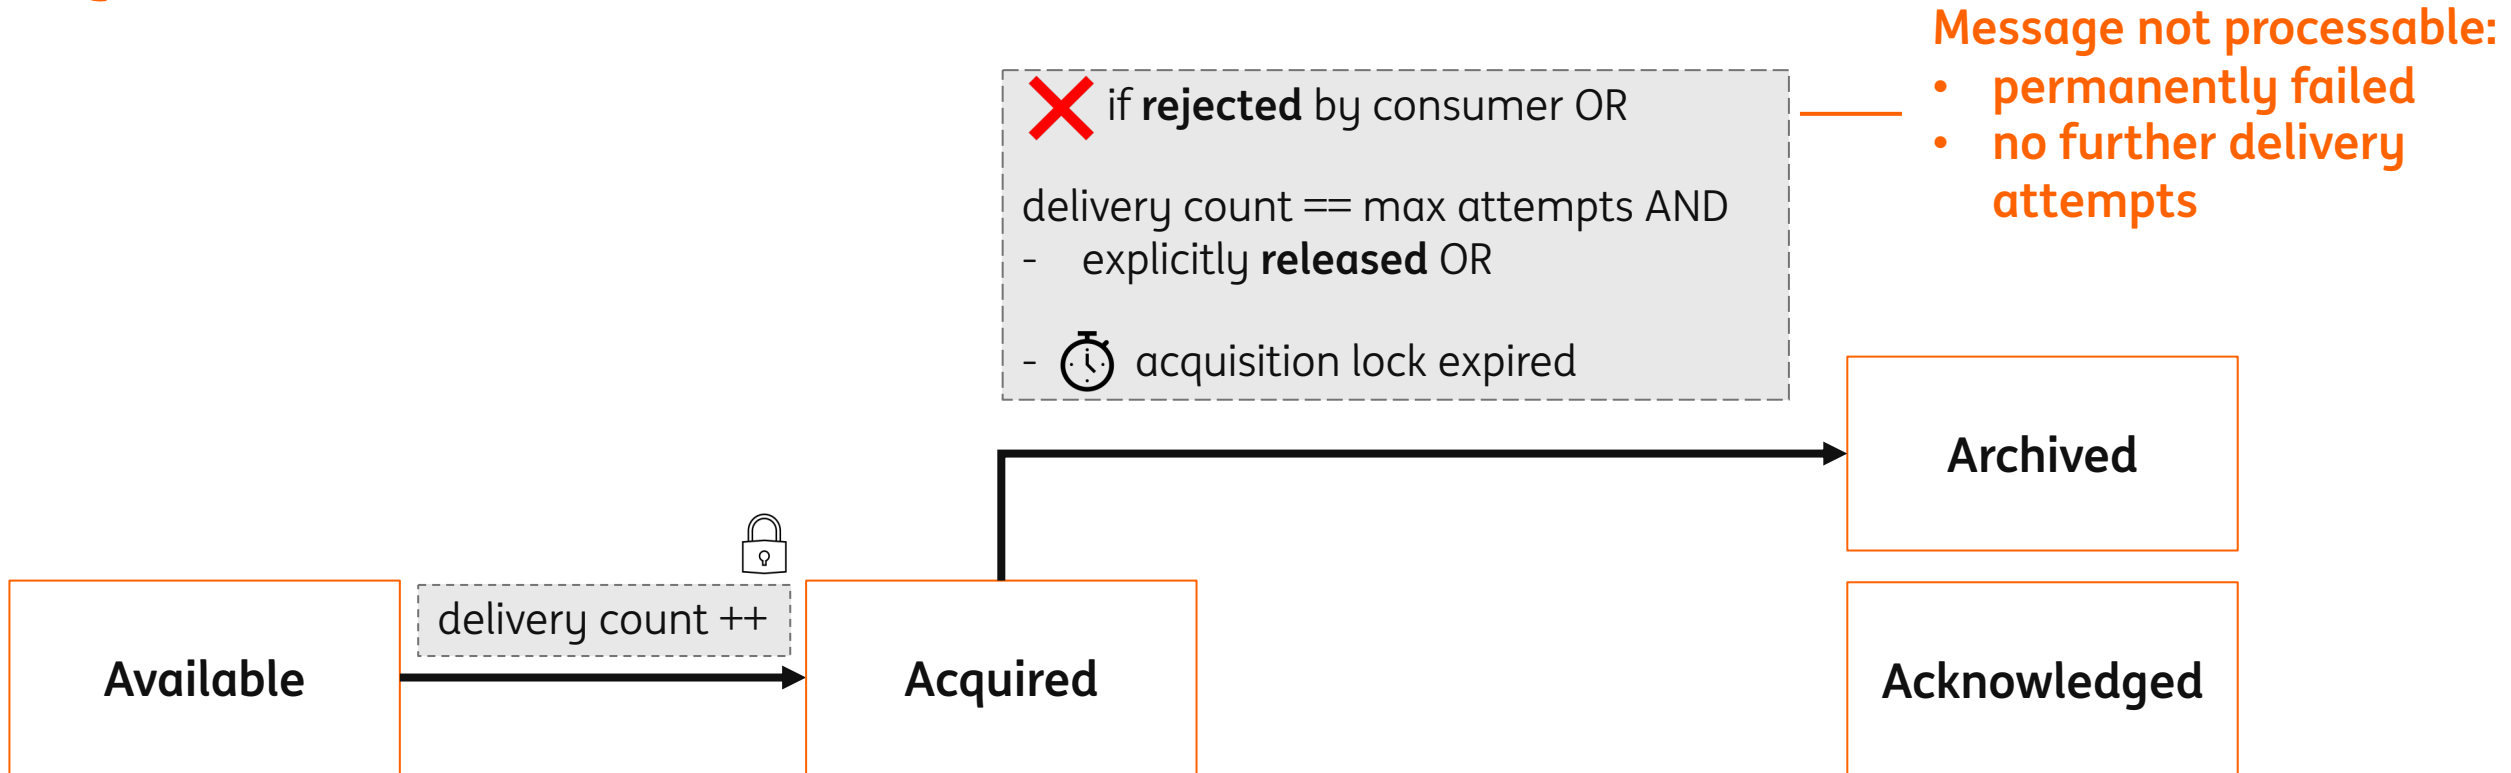 Message not processable:
• permanently failed
• no further delivery
attempts
if rejected by consumer OR
delivery count == max attempts AND
- explicitly released OR
- acquisition lock expired
Archived
delivery count ++
Available
Acquired
Acknowledged